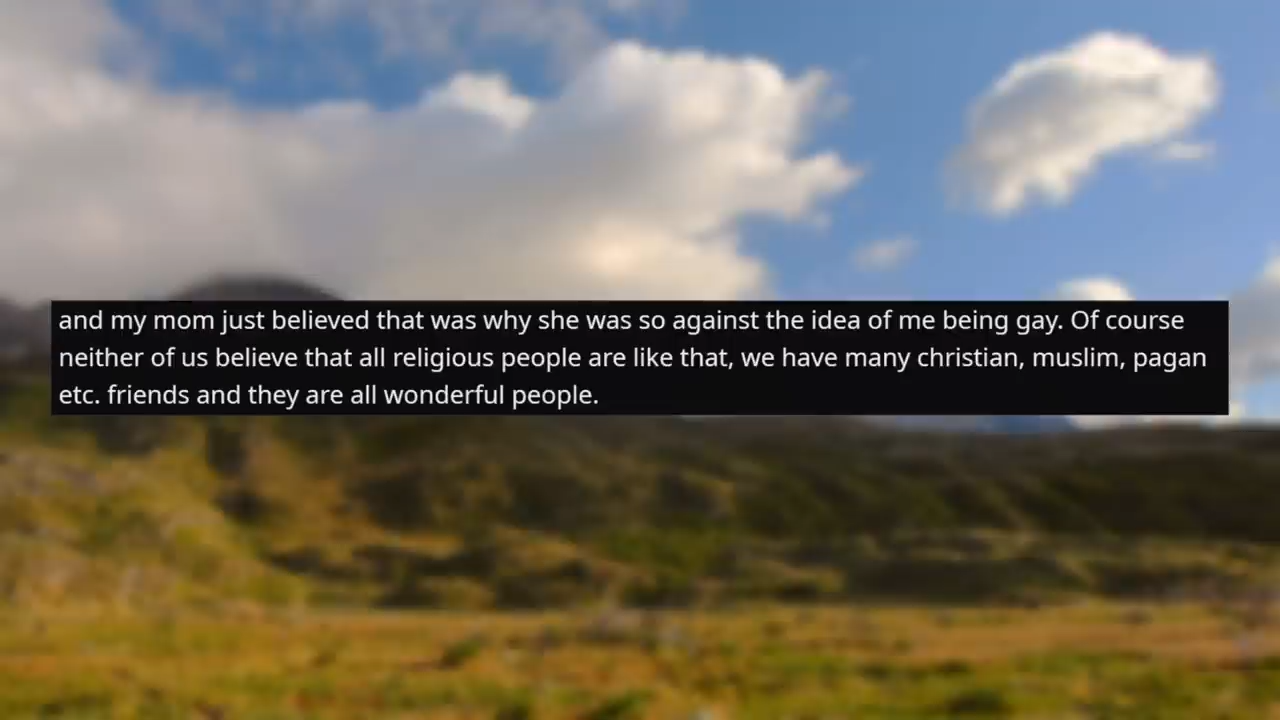 and my mom just believed that was why she was so against the idea of me being gay. Of course
neither of us believe that all religious people are like that, we have many christian, muslim, pagan
etc. friends and they are all wonderful people.